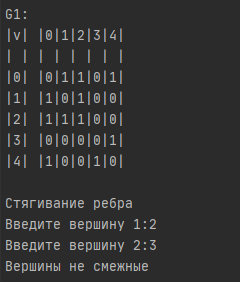 G1:
|v| |0|1|2|3|4|
| | | | | | | |
|0| |0|1|1|0|1|
|1| |1|0|1|0|0|
|2| |1|1|1|0|0|
|3| |0|0|0|0|1|
|4| |1|0|0|1|0|
Стягивание ребра
Введите вершину 1:2
Введите вершину 2:3
Вершины не смежные